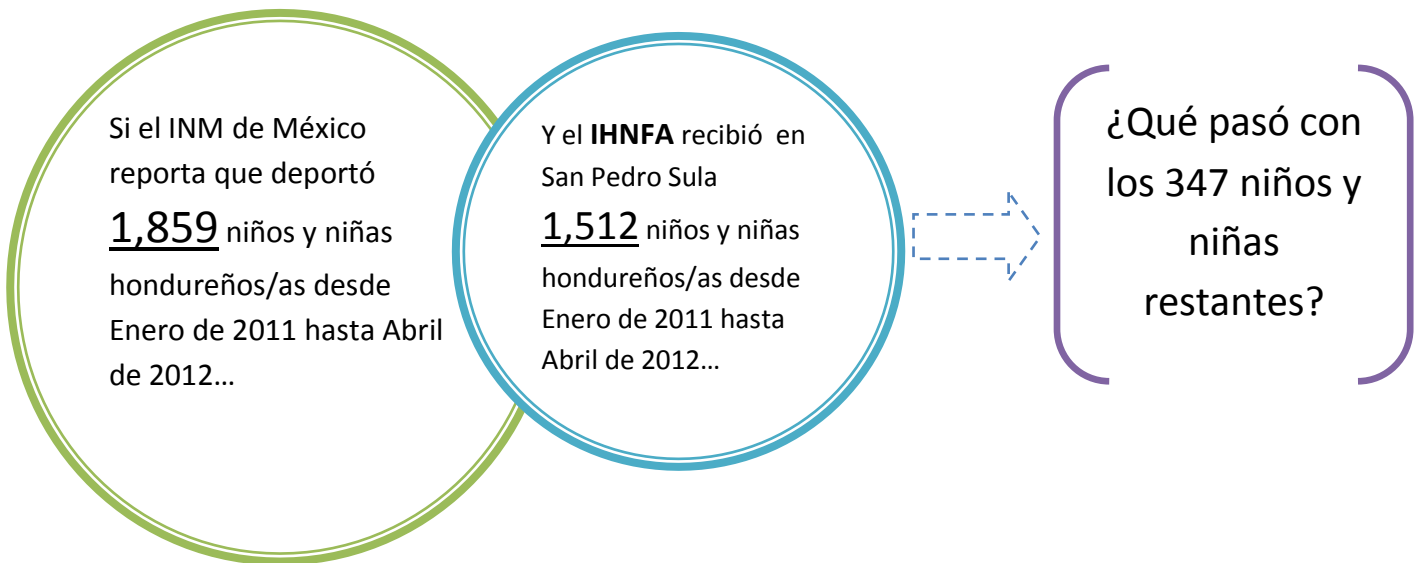 Si el INM de México
reporta que deportó
1,859 niños y niñas
hondureños/as desde
Enero de 2011 hasta Abril
de 2012…
Y el IHNFA recibió en
San Pedro Sula
1,512 niños y niñas
hondureños/as desde
Enero de 2011 hasta
Abril de 2012…
¿Qué pasó con
los 347 niños y
niñas
restantes?